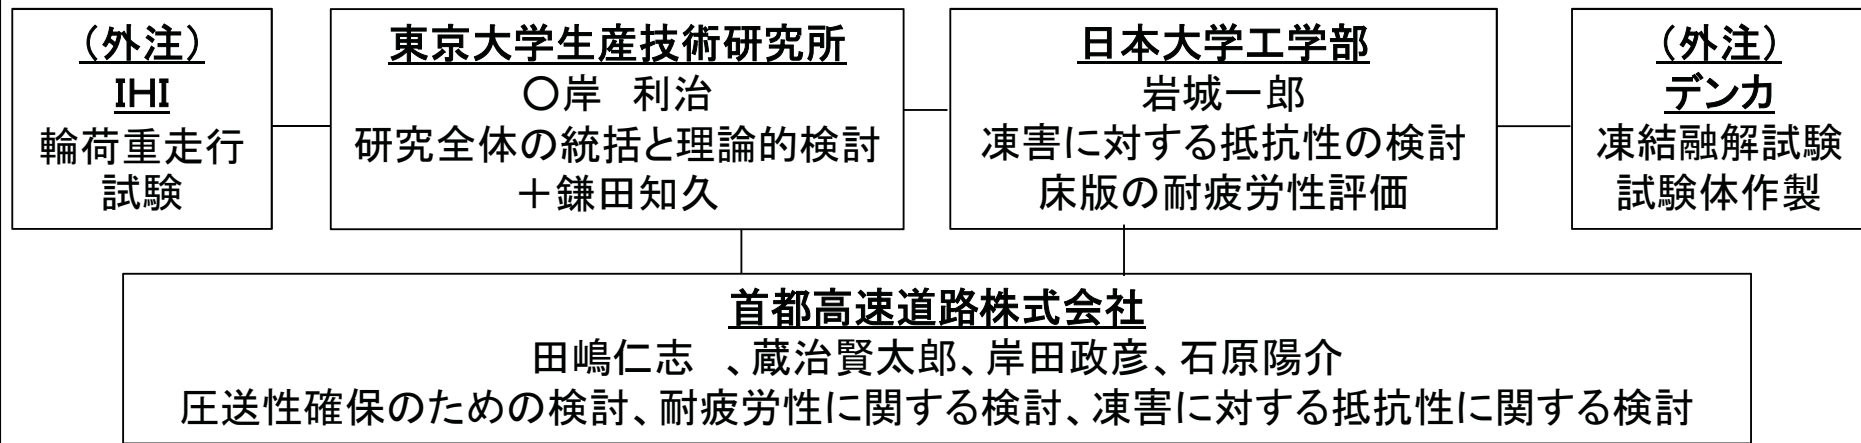 （外注）
IHI
輪荷重走行
試験
東京大学生産技術研究所
〇岸　利治
研究全体の統括と理論的検討
＋鎌田知久
日本大学工学部
岩城一郎
凍害に対する抵抗性の検討
床版の耐疲労性評価
（外注）
デンカ
凍結融解試験
試験体作製
首都高速道路株式会社
田嶋仁志　、蔵治賢太郎、岸田政彦、石原陽介
圧送性確保のための検討、耐疲労性に関する検討、凍害に対する抵抗性に関する検討